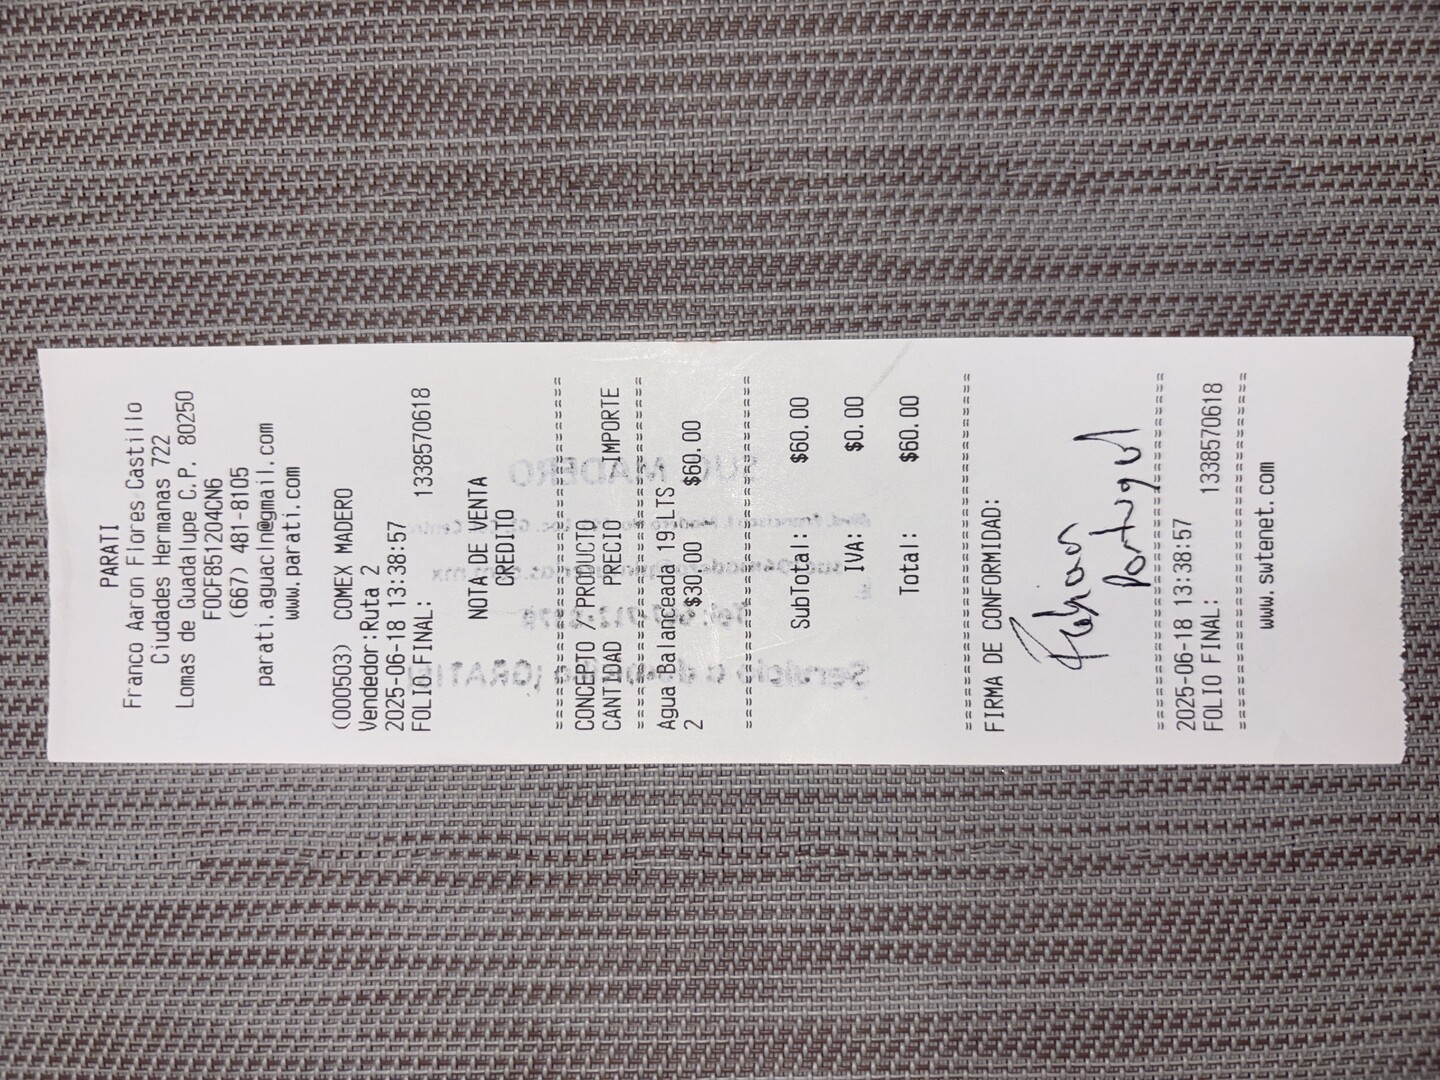 PARATI
Franco Aaron Flores Castillo
Ciudades Hermanas 722
Lomas de Guadalupe C.P. 80250
FOCF851204CN6
(667) 481-8105
parati.aguacln@gmail.com
www.parati.com
(000503) COMEX MADERO
Vendedor:Ruta 2
2025-06-18 13:38:57
FOLIO FINAL: 1338570618
NOTA DE VENTA
CREDITO
==============================
CONCEPTO / PRODUCTO
CANTIDAD PRECIO IMPORTE
==============================
Agua Balanceada 19 LTS
2 $30.00 $60.00
==============================
SubTotal: $60.00
IVA: $0.00
Total: $60.00
==============================
FIRMA DE CONFORMIDAD:
==============================
2025-06-18 13:38:57
FOLIO FINAL: 1338570618
==============================
www.swtenet.com
MADERO